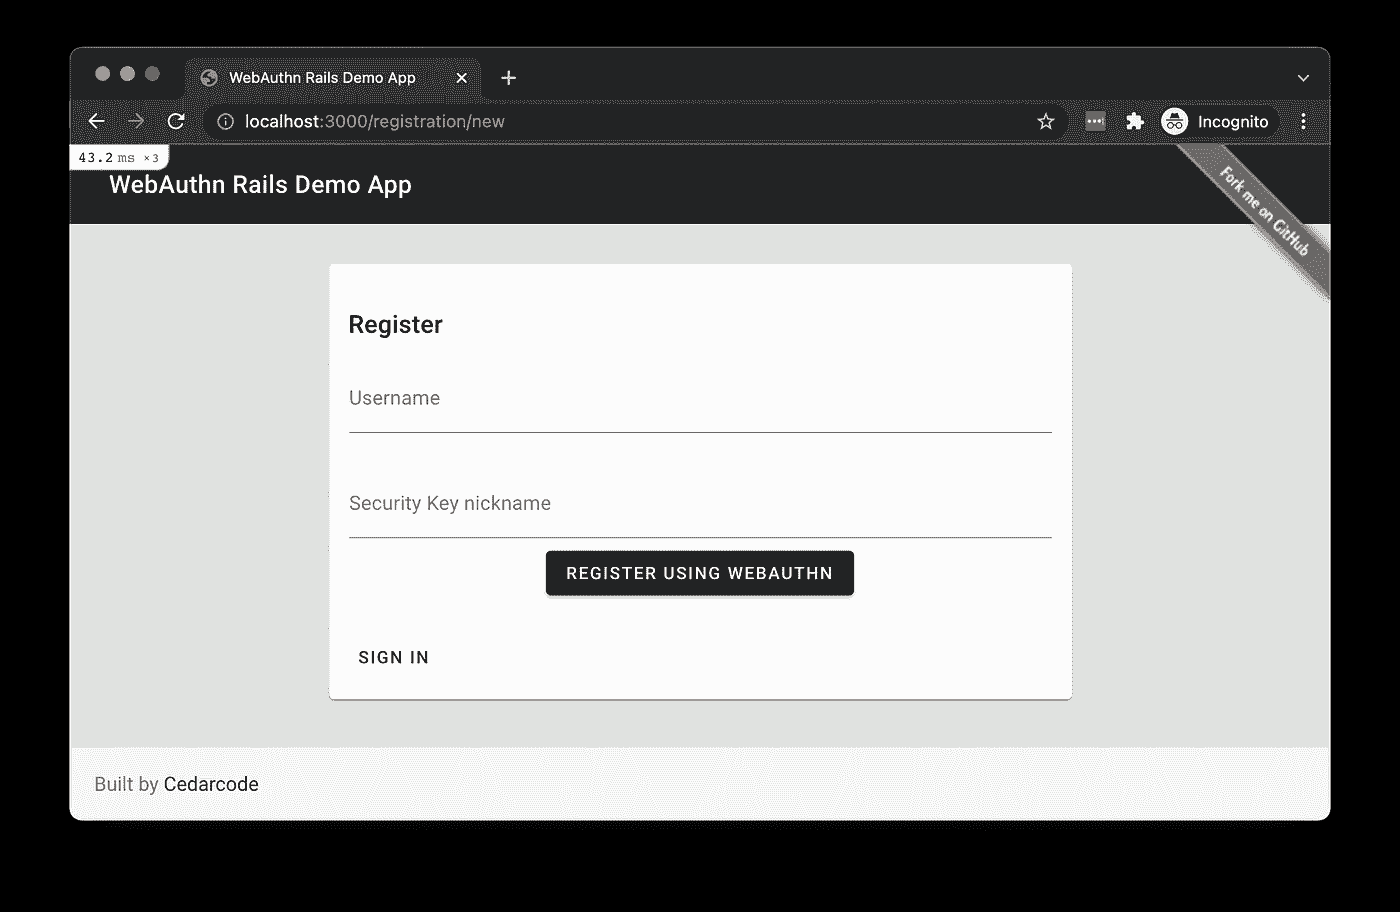 WebAuthn Rails Demo App
localhost:3000/registration/new
Incognito
43.2 ms ×3
WebAuthn Rails Demo App
Fork me on GitHub
Register
Username
Security Key nickname
REGISTER USING WEBAUTHN
SIGN IN
Built by Cedarcode